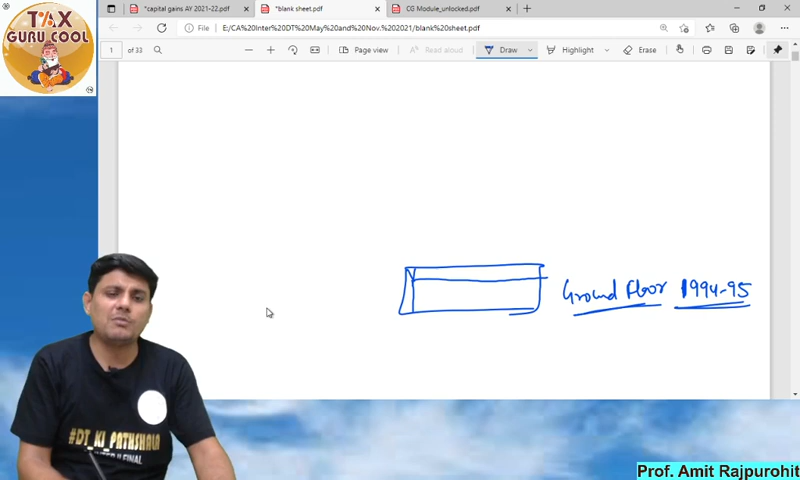 TAX
GURU COOL
*capital gains AY 2021-22.pdf
*blank sheet.pdf
CG Module_unlocked.pdf
File
E:/CA%20Inter%20DT%20May%20and%20Nov.%202021/blank%20sheet.pdf
1 of 33
Page view
Read aloud
Draw
Highlight
Erase
Ground Floor 1994-95
#DT_KI_PATHSHALA
Prof. Amit Rajpurohit